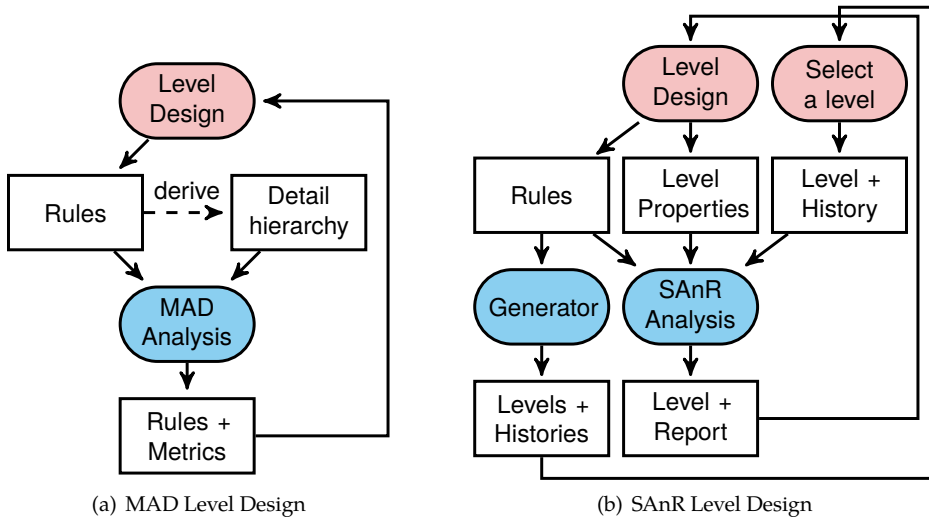 Level
Design
Rules
derive
Detail
hierarchy
MAD
Analysis
Rules +
Metrics
(a) MAD Level Design
Level
Design
Select
a level
Rules
Level
Properties
Level +
History
Generator
SAnR
Analysis
Levels +
Histories
Level +
Report
(b) SAnR Level Design